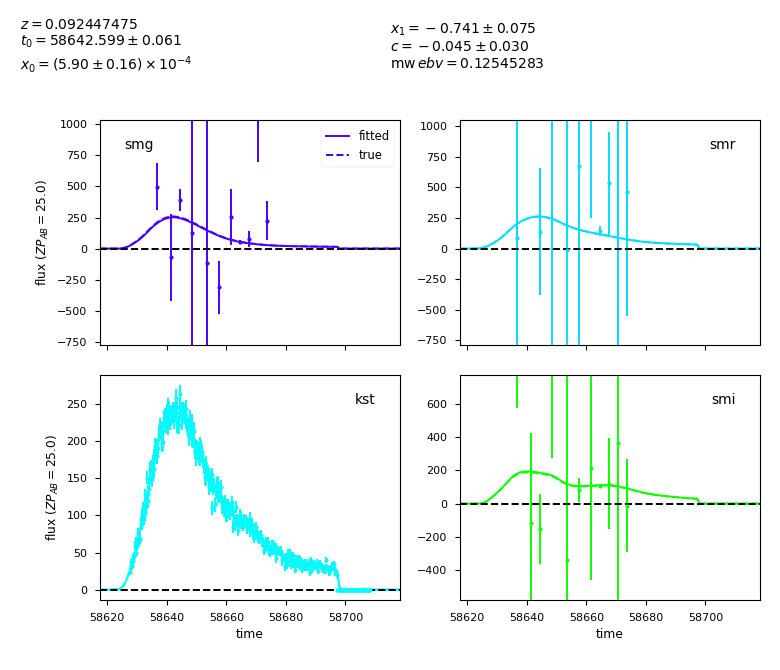 z = 0.092447475
t₀ = 58642.599 ± 0.061
x₀ = (5.90 ± 0.16) × 10⁻⁴
x₁ = −0.741 ± 0.075
c = −0.045 ± 0.030
mw ebv = 0.12545283
smg
fitted
true
1000
750
500
250
0
−250
−500
−750
flux (ZP_AB = 25.0)
smr
1000
750
500
250
0
−250
−500
−750
kst
250
200
150
100
50
0
flux (ZP_AB = 25.0)
58620 58640 58660 58680 58700
time
smi
600
400
200
0
−200
−400
58620 58640 58660 58680 58700
time